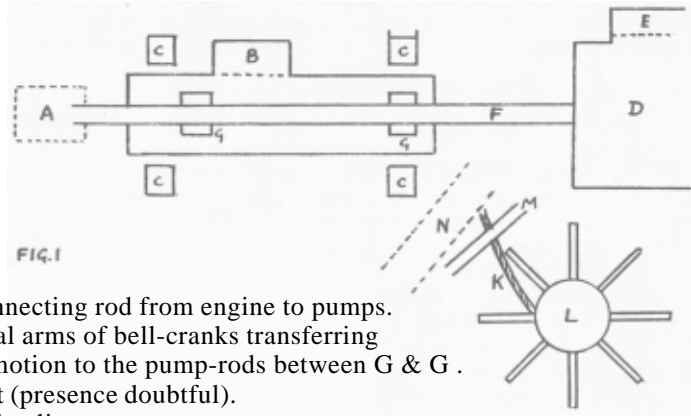 E
C
B
C
A
F
D
G
G
C
C
M
N
FIG.1
K
L
nnecting rod from engine to pumps.
al arms of bell-cranks transferring
notion to the pump-rods between G & G .
t (presence doubtful).